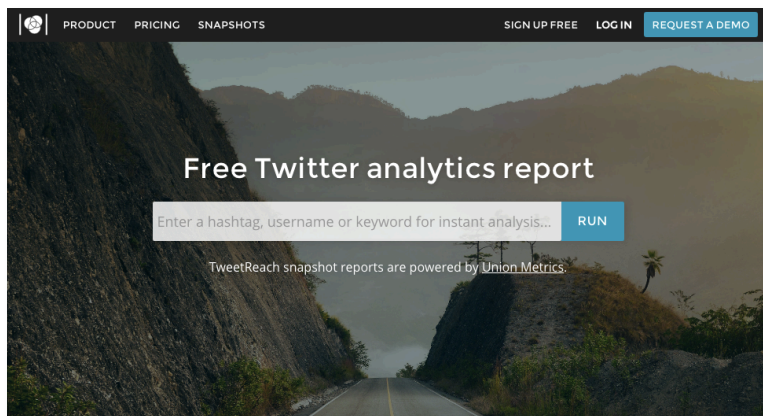 PRODUCT PRICING SNAPSHOTS SIGN UP FREE LOG IN REQUEST A DEMO
Free Twitter analytics report
Enter a hashtag, username or keyword for instant analysis... RUN
TweetReach snapshot reports are powered by Union Metrics.